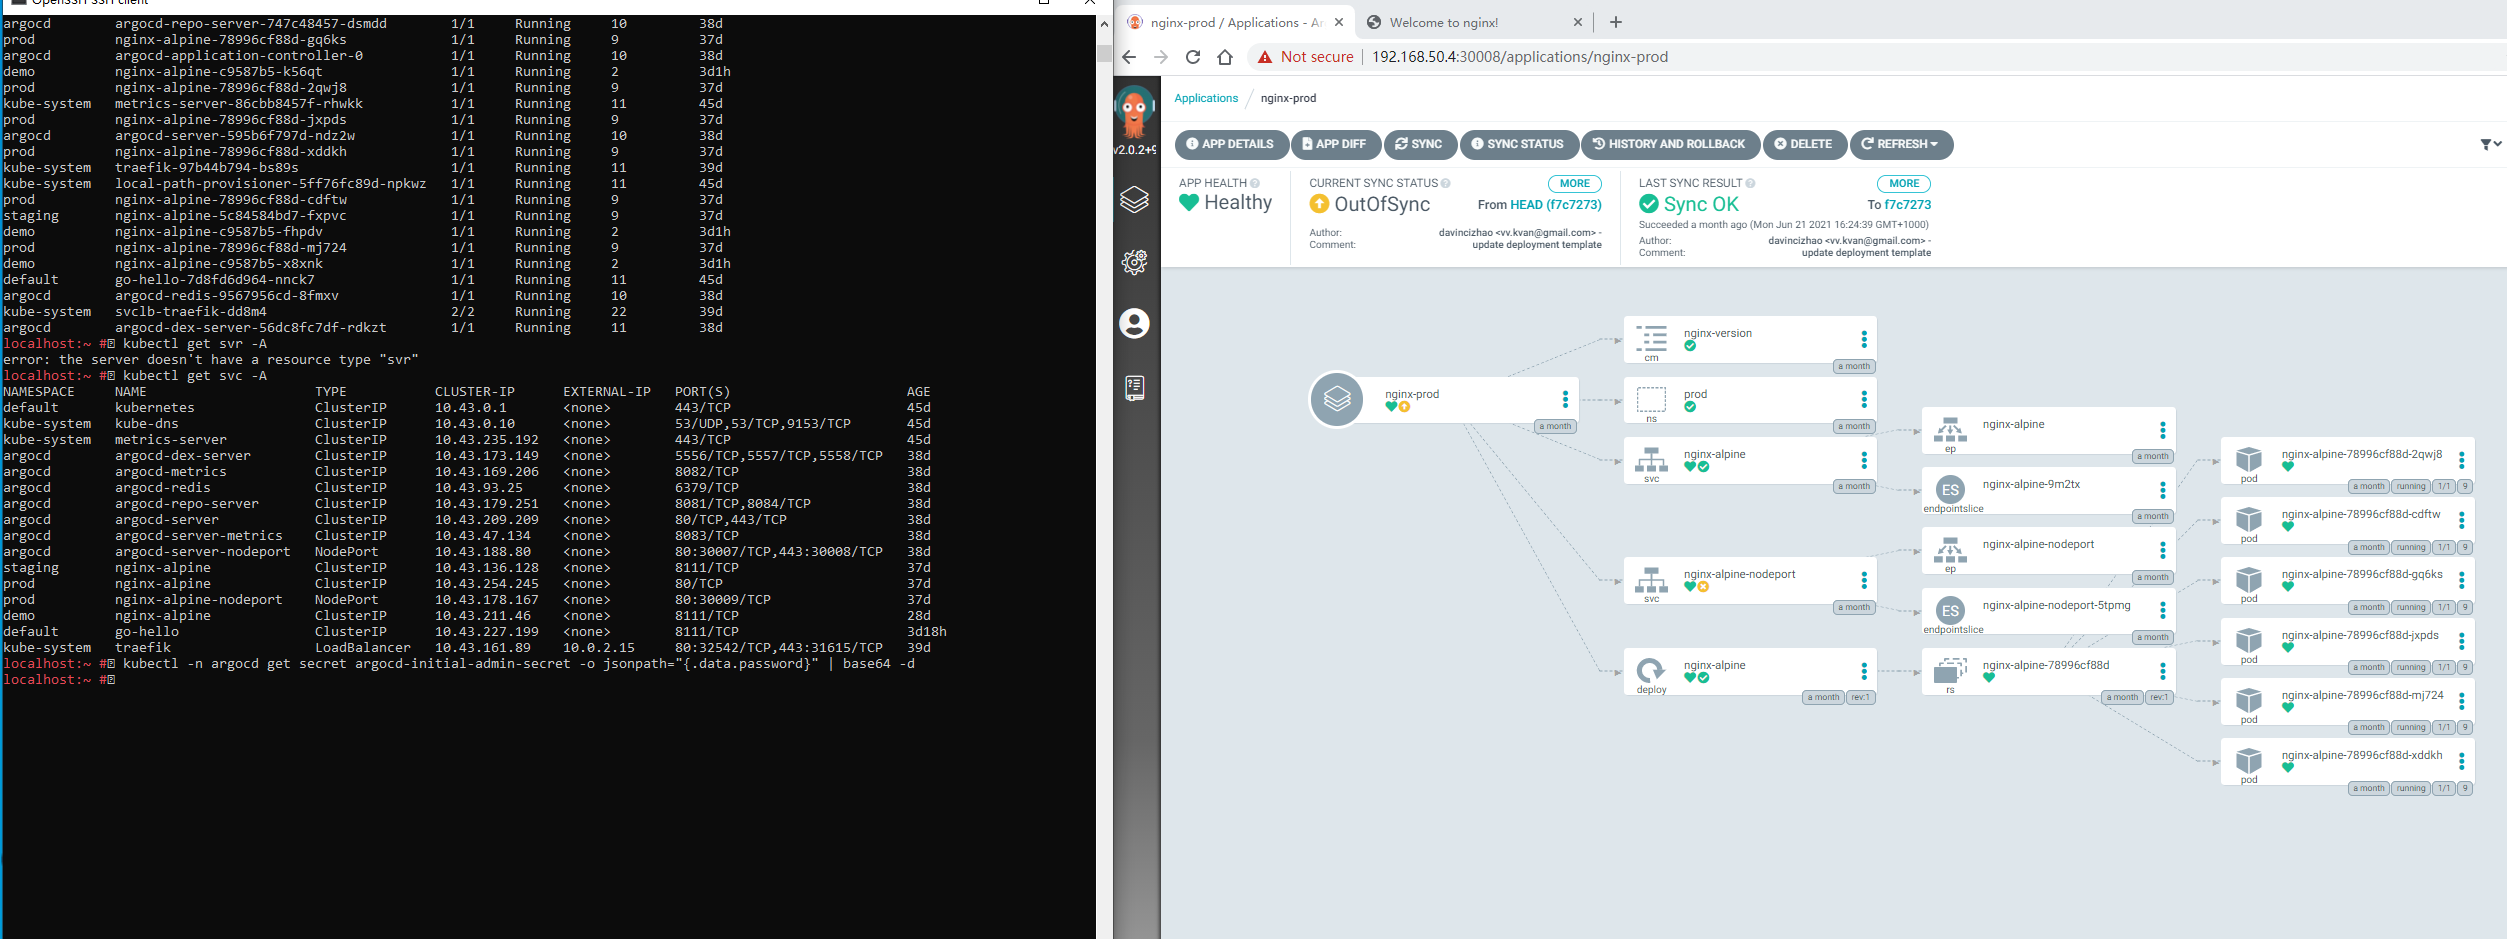 OpenSSH SSH client
argocd argocd-repo-server-747c48457-dsmdd 1/1 Running 10 38d
prod nginx-alpine-78996cf88d-gq6ks 1/1 Running 9 37d
argocd argocd-application-controller-0 1/1 Running 10 38d
demo nginx-alpine-c9587b5-k56qt 1/1 Running 2 3d1h
prod nginx-alpine-78996cf88d-2qwj8 1/1 Running 9 37d
kube-system metrics-server-86cbb8457f-rhwkk 1/1 Running 11 45d
prod nginx-alpine-78996cf88d-jxpds 1/1 Running 9 37d
argocd argocd-server-595b6f797d-ndz2w 1/1 Running 10 38d
prod nginx-alpine-78996cf88d-xddkh 1/1 Running 9 37d
kube-system traefik-97b44b794-bs89s 1/1 Running 11 39d
kube-system local-path-provisioner-5ff76fc89d-npkwz 1/1 Running 11 45d
prod nginx-alpine-78996cf88d-cdftw 1/1 Running 9 37d
staging nginx-alpine-5c84584bd7-fxpvc 1/1 Running 9 37d
demo nginx-alpine-c9587b5-fhpdv 1/1 Running 2 3d1h
prod nginx-alpine-78996cf88d-mj724 1/1 Running 9 37d
demo nginx-alpine-c9587b5-x8xnk 1/1 Running 2 3d1h
default go-hello-7d8fd6d964-nnck7 1/1 Running 11 45d
argocd argocd-redis-9567956cd-8fmxv 1/1 Running 10 38d
kube-system svclb-traefik-dd8m4 2/2 Running 22 39d
argocd argocd-dex-server-56dc8fc7df-rdkzt 1/1 Running 11 38d
localhost:~ # kubectl get svr -A
error: the server doesn't have a resource type "svr"
localhost:~ # kubectl get svc -A
NAMESPACE NAME TYPE CLUSTER-IP EXTERNAL-IP PORT(S) AGE
default kubernetes ClusterIP 10.43.0.1 <none> 443/TCP 45d
kube-system kube-dns ClusterIP 10.43.0.10 <none> 53/UDP,53/TCP,9153/TCP 45d
kube-system metrics-server ClusterIP 10.43.235.192 <none> 443/TCP 45d
argocd argocd-dex-server ClusterIP 10.43.173.149 <none> 5556/TCP,5557/TCP,5558/TCP 38d
argocd argocd-metrics ClusterIP 10.43.169.206 <none> 8082/TCP 38d
argocd argocd-redis ClusterIP 10.43.93.25 <none> 6379/TCP 38d
argocd argocd-repo-server ClusterIP 10.43.179.251 <none> 8081/TCP,8084/TCP 38d
argocd argocd-server ClusterIP 10.43.209.209 <none> 80/TCP,443/TCP 38d
argocd argocd-server-metrics ClusterIP 10.43.47.134 <none> 8083/TCP 38d
argocd argocd-server-nodeport NodePort 10.43.188.80 <none> 80:30007/TCP,443:30008/TCP 38d
staging nginx-alpine ClusterIP 10.43.136.128 <none> 8111/TCP 37d
prod nginx-alpine ClusterIP 10.43.254.245 <none> 80/TCP 37d
prod nginx-alpine-nodeport NodePort 10.43.178.167 <none> 80:30009/TCP 37d
demo nginx-alpine ClusterIP 10.43.211.46 <none> 8111/TCP 28d
default go-hello ClusterIP 10.43.227.199 <none> 8111/TCP 3d18h
kube-system traefik LoadBalancer 10.43.161.89 10.0.2.15 80:32542/TCP,443:31615/TCP 39d
localhost:~ # kubectl -n argocd get secret argocd-initial-admin-secret -o jsonpath="{.data.password}" | base64 -d
localhost:~ #
nginx-prod / Applications - Ar
Welcome to nginx!
Not secure 192.168.50.4:30008/applications/nginx-prod
v2.0.2+9
Applications / nginx-prod
APP DETAILS APP DIFF SYNC SYNC STATUS HISTORY AND ROLLBACK DELETE REFRESH
APP HEALTH
Healthy
CURRENT SYNC STATUS MORE
OutOfSync From HEAD (f7c7273)
Author: davincizhao <vv.kvan@gmail.com> -
Comment: update deployment template
LAST SYNC RESULT MORE
Sync OK To f7c7273
Succeeded a month ago (Mon Jun 21 2021 16:24:39 GMT+1000)
Author: davincizhao <vv.kvan@gmail.com> -
Comment: update deployment template
nginx-prod
a month
nginx-version
cm
a month
prod
ns
a month
nginx-alpine
svc
a month
nginx-alpine-nodeport
svc
a month
nginx-alpine
deploy
a month rev:1
nginx-alpine
ep
a month
ES
nginx-alpine-9m2tx
endpointslice
a month
nginx-alpine-nodeport
ep
a month
ES
nginx-alpine-nodeport-5tpmg
endpointslice
a month
nginx-alpine-78996cf88d
rs
a month rev:1
nginx-alpine-78996cf88d-2qwj8
pod
a month running 1/1 9
nginx-alpine-78996cf88d-cdftw
pod
a month running 1/1 9
nginx-alpine-78996cf88d-gq6ks
pod
a month running 1/1 9
nginx-alpine-78996cf88d-jxpds
pod
a month running 1/1 9
nginx-alpine-78996cf88d-mj724
pod
a month running 1/1 9
nginx-alpine-78996cf88d-xddkh
pod
a month running 1/1 9